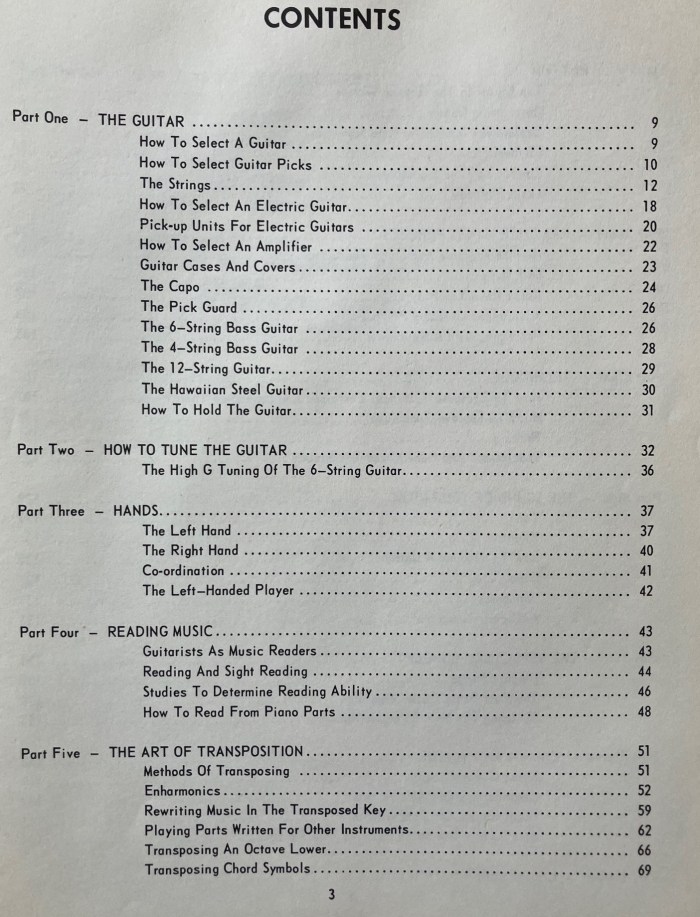 CONTENTS
Part One – THE GUITAR ........................................ 9
How To Select A Guitar ........................................ 9
How To Select Guitar Picks ........................................ 10
The Strings ........................................ 12
How To Select An Electric Guitar ........................................ 18
Pick-up Units For Electric Guitars ........................................ 20
How To Select An Amplifier ........................................ 22
Guitar Cases And Covers ........................................ 23
The Capo ........................................ 24
The Pick Guard ........................................ 26
The 6–String Bass Guitar ........................................ 26
The 4–String Bass Guitar ........................................ 28
The 12–String Guitar ........................................ 29
The Hawaiian Steel Guitar ........................................ 30
How To Hold The Guitar ........................................ 31
Part Two – HOW TO TUNE THE GUITAR ........................................ 32
The High G Tuning Of The 6–String Guitar ........................................ 36
Part Three – HANDS ........................................ 37
The Left Hand ........................................ 37
The Right Hand ........................................ 40
Co-ordination ........................................ 41
The Left–Handed Player ........................................ 42
Part Four – READING MUSIC ........................................ 43
Guitarists As Music Readers ........................................ 43
Reading And Sight Reading ........................................ 44
Studies To Determine Reading Ability ........................................ 46
How To Read From Piano Parts ........................................ 48
Part Five – THE ART OF TRANSPOSITION ........................................ 51
Methods Of Transposing ........................................ 51
Enharmonics ........................................ 52
Rewriting Music In The Transposed Key ........................................ 59
Playing Parts Written For Other Instruments ........................................ 62
Transposing An Octave Lower ........................................ 66
Transposing Chord Symbols ........................................ 69
3